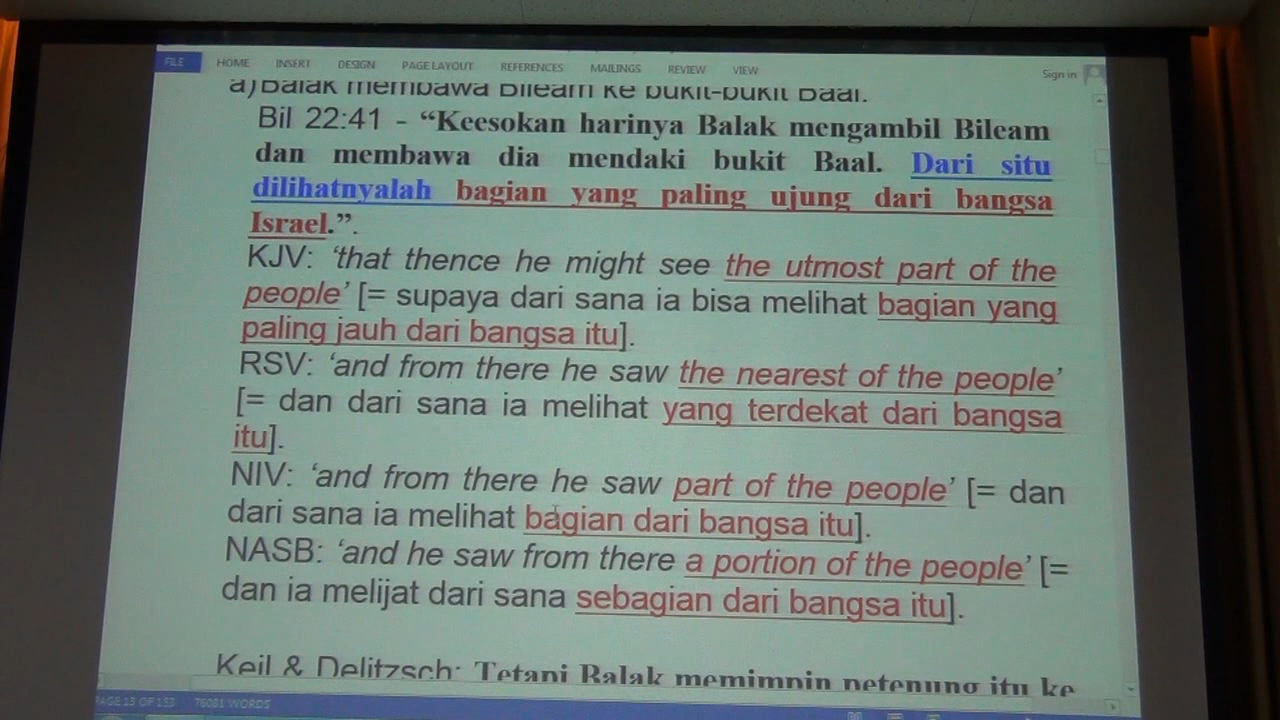 FILE HOME INSERT DESIGN PAGE LAYOUT REFERENCES MAILINGS REVIEW VIEW Sign in
a) Balak membawa Bileam ke bukit-bukit Baal.
Bil 22:41 - “Keesokan harinya Balak mengambil Bileam
dan membawa dia mendaki bukit Baal. Dari situ
dilihatnyalah bagian yang paling ujung dari bangsa
Israel.”.
KJV: ‘that thence he might see the utmost part of the
people’ [= supaya dari sana ia bisa melihat bagian yang
paling jauh dari bangsa itu].
RSV: ‘and from there he saw the nearest of the people’
[= dan dari sana ia melihat yang terdekat dari bangsa
itu].
NIV: ‘and from there he saw part of the people’ [= dan
dari sana ia melihat bagian dari bangsa itu].
NASB: ‘and he saw from there a portion of the people’ [=
dan ia melijat dari sana sebagian dari bangsa itu].
Keil & Delitzsch: Tetapi Balak memimpin petenung itu ke
PAGE 13 OF 153 76081 WORDS